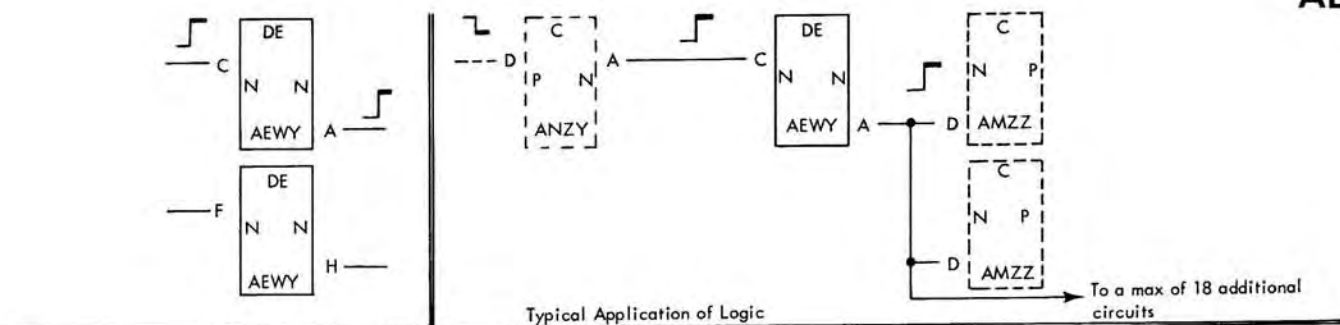 DE
C
N N
AEWY A
DE
F
N N
AEWY
H
D
C
P N
ANZY
A
C
DE
N N
AEWY A
C
N P
D AMZZ
C
N P
D AMZZ
To a max of 18 additional
circuits
Typical Application of Logic